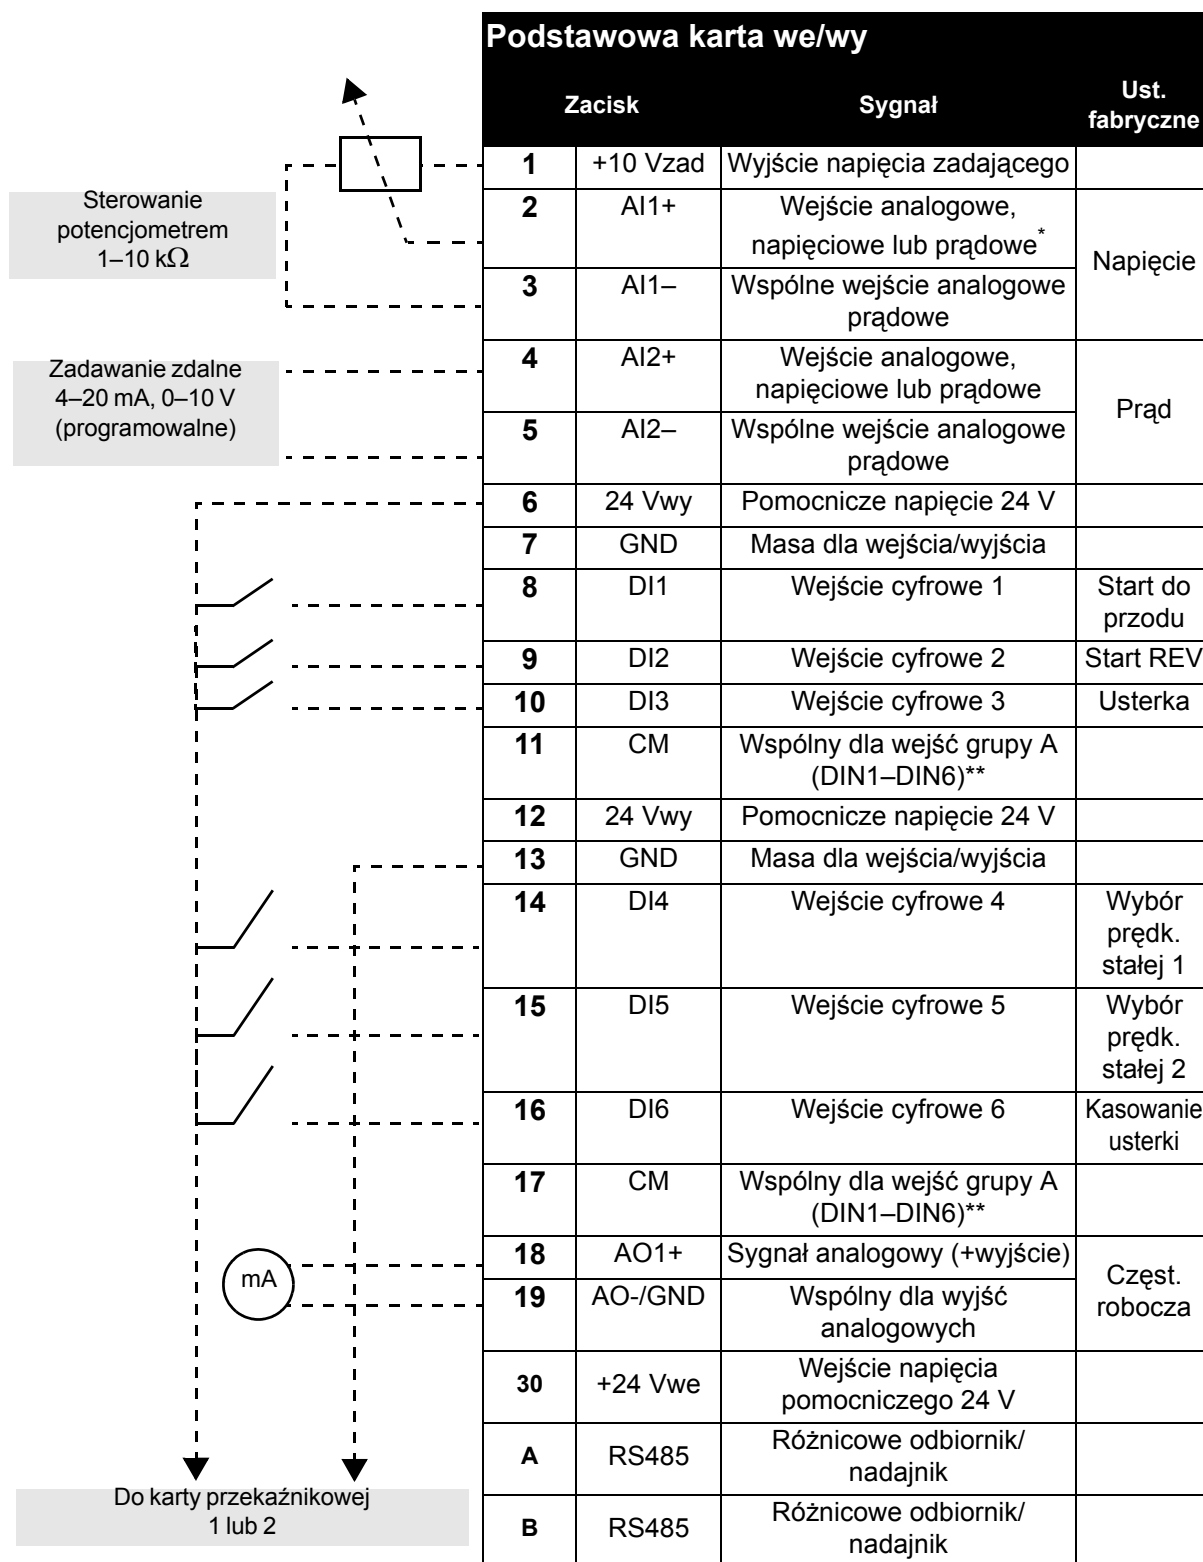 Podstawowa karta we/wy
Zacisk Sygnał Ust.
fabryczne
1 +10 Vzad Wyjście napięcia zadającego
Sterowanie
potencjometrem
1–10 kΩ
2 AI1+ Wejście analogowe,
napięciowe lub prądowe*
Napięcie
3 AI1– Wspólne wejście analogowe
prądowe
Zadawanie zdalne
4–20 mA, 0–10 V
(programowalne)
4 AI2+ Wejście analogowe,
napięciowe lub prądowe
Prąd
5 AI2– Wspólne wejście analogowe
prądowe
6 24 Vwy Pomocnicze napięcie 24 V
7 GND Masa dla wejścia/wyjścia
8 DI1 Wejście cyfrowe 1 Start do
przodu
9 DI2 Wejście cyfrowe 2 Start REV
10 DI3 Wejście cyfrowe 3 Usterka
11 CM Wspólny dla wejść grupy A
(DIN1–DIN6)**
12 24 Vwy Pomocnicze napięcie 24 V
13 GND Masa dla wejścia/wyjścia
14 DI4 Wejście cyfrowe 4 Wybór
prędk.
stałej 1
15 DI5 Wejście cyfrowe 5 Wybór
prędk.
stałej 2
16 DI6 Wejście cyfrowe 6 Kasowanie
usterki
17 CM Wspólny dla wejść grupy A
(DIN1–DIN6)**
mA
18 AO1+ Sygnał analogowy (+wyjście)
Częst.
robocza
19 AO-/GND Wspólny dla wyjść
analogowych
30 +24 Vwe Wejście napięcia
pomocniczego 24 V
A RS485 Różnicowe odbiornik/
nadajnik
Do karty przekaźnikowej
1 lub 2
B RS485 Różnicowe odbiornik/
nadajnik